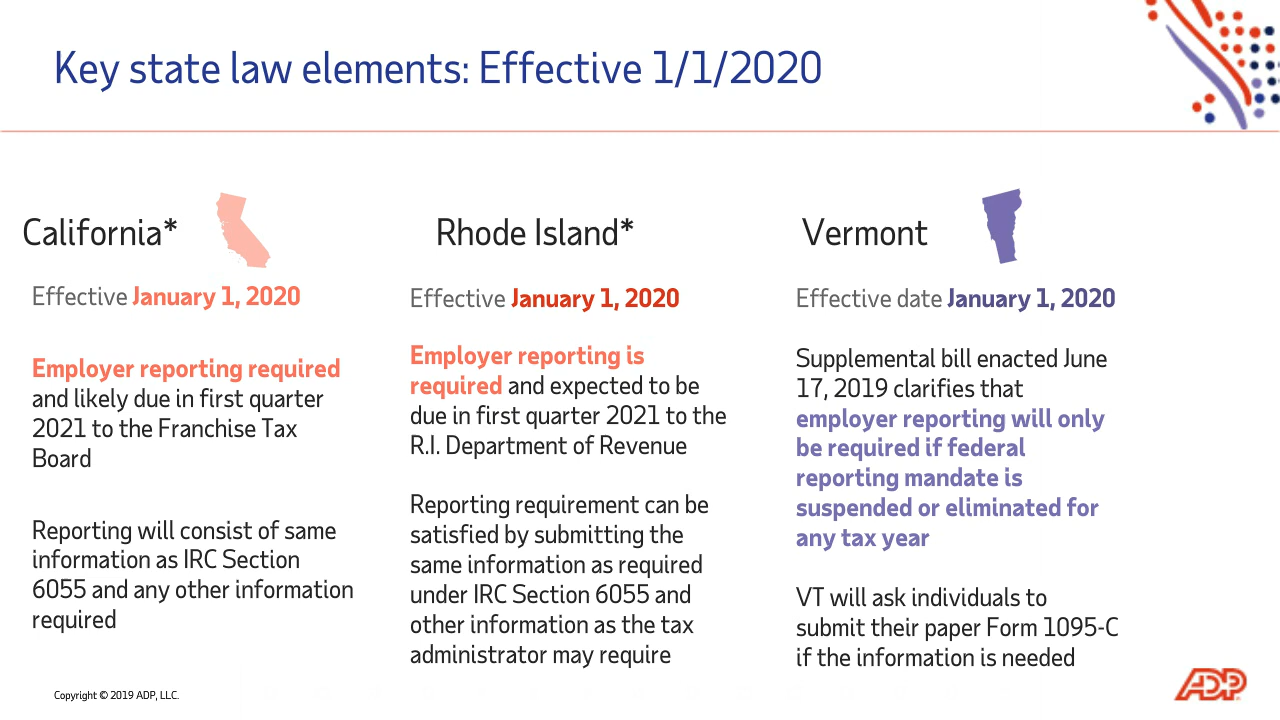 Key state law elements: Effective 1/1/2020
California*
Effective January 1, 2020
Employer reporting required
and likely due in first quarter
2021 to the Franchise Tax
Board
Reporting will consist of same
information as IRC Section
6055 and any other information
required
Rhode Island*
Effective January 1, 2020
Employer reporting is
required and expected to be
due in first quarter 2021 to the
R.I. Department of Revenue
Reporting requirement can be
satisfied by submitting the
same information as required
under IRC Section 6055 and
other information as the tax
administrator may require
Vermont
Effective date January 1, 2020
Supplemental bill enacted June
17, 2019 clarifies that
employer reporting will only
be required if federal
reporting mandate is
suspended or eliminated for
any tax year
VT will ask individuals to
submit their paper Form 1095-C
if the information is needed
Copyright © 2019 ADP, LLC.
ADP